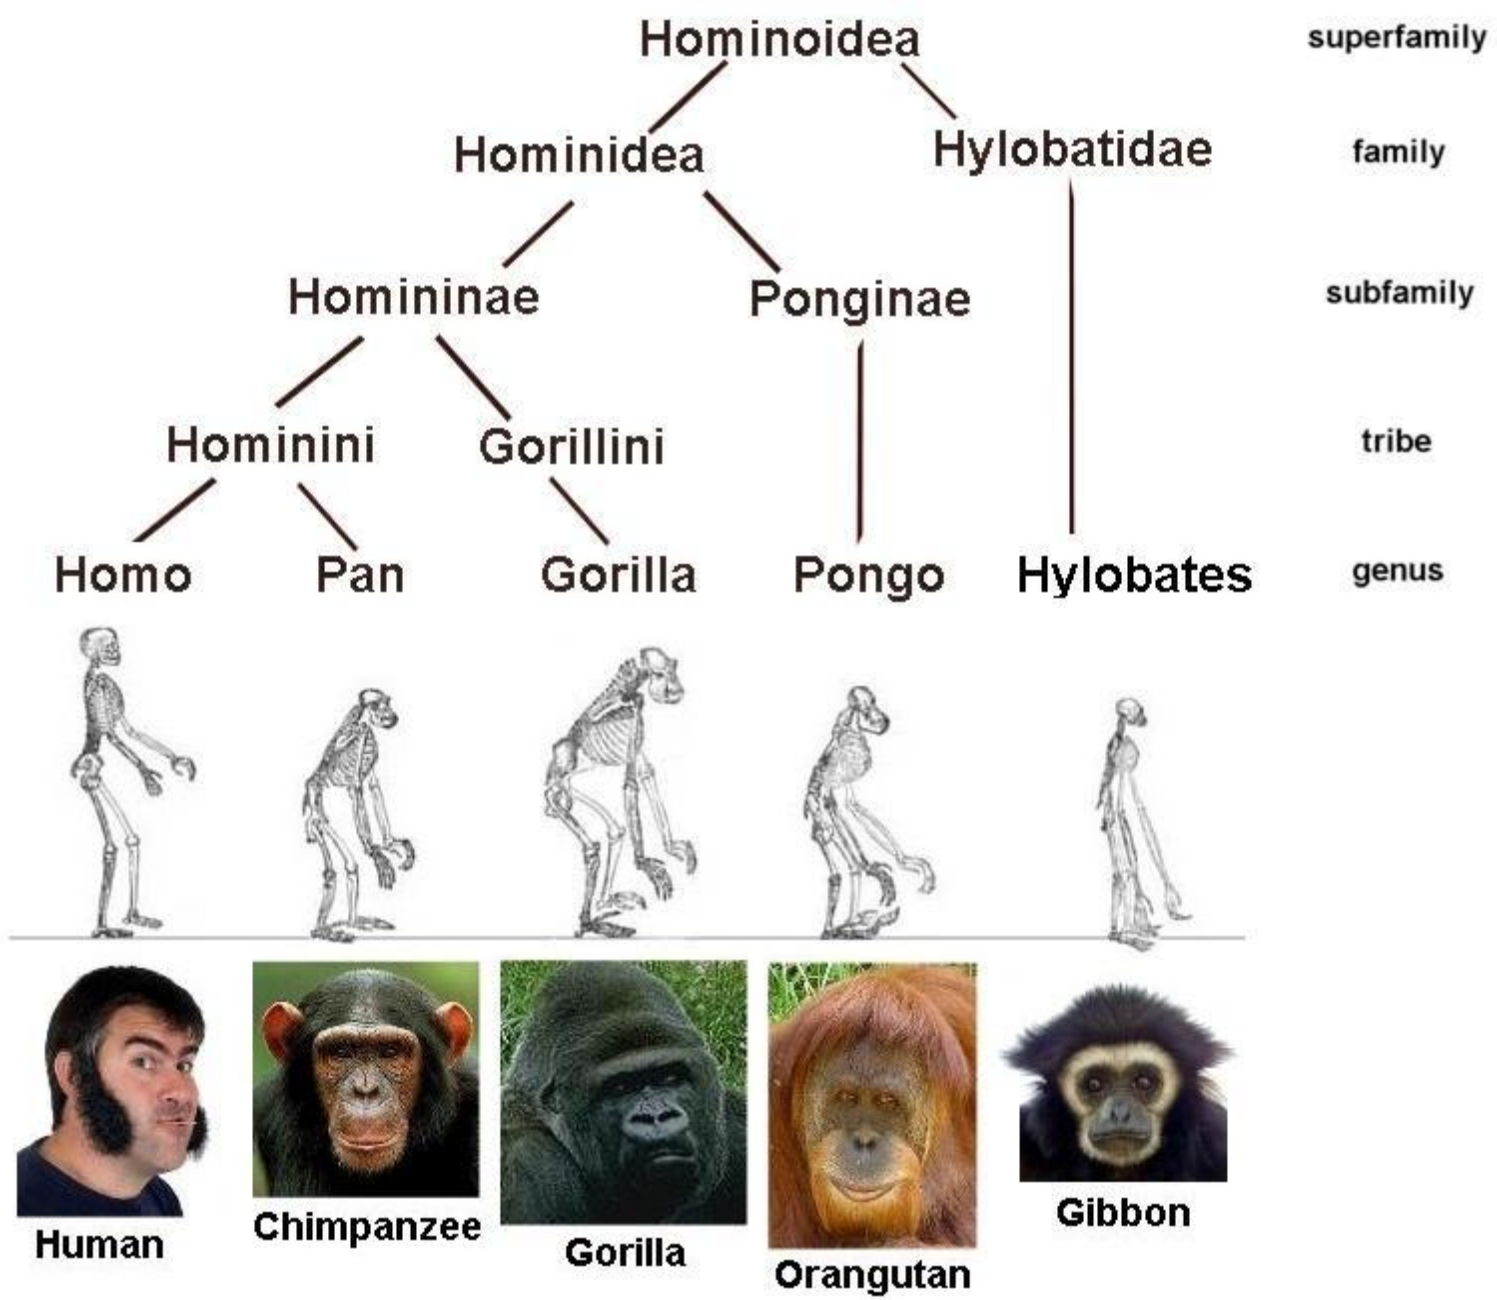 Hominoidea superfamily
Hominidea Hylobatidae family
Homininae Ponginae subfamily
Hominini Gorillini tribe
Homo Pan Gorilla Pongo Hylobates genus
Human Chimpanzee Gorilla Orangutan Gibbon